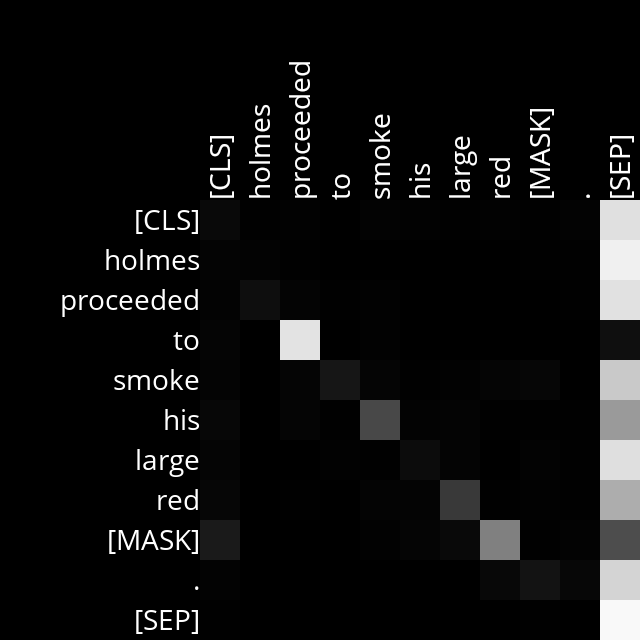 [CLS]
holmes
proceeded
to
smoke
his
large
red
[MASK]
.
[SEP]
[CLS]
holmes
proceeded
to
smoke
his
large
red
[MASK]
.
[SEP]